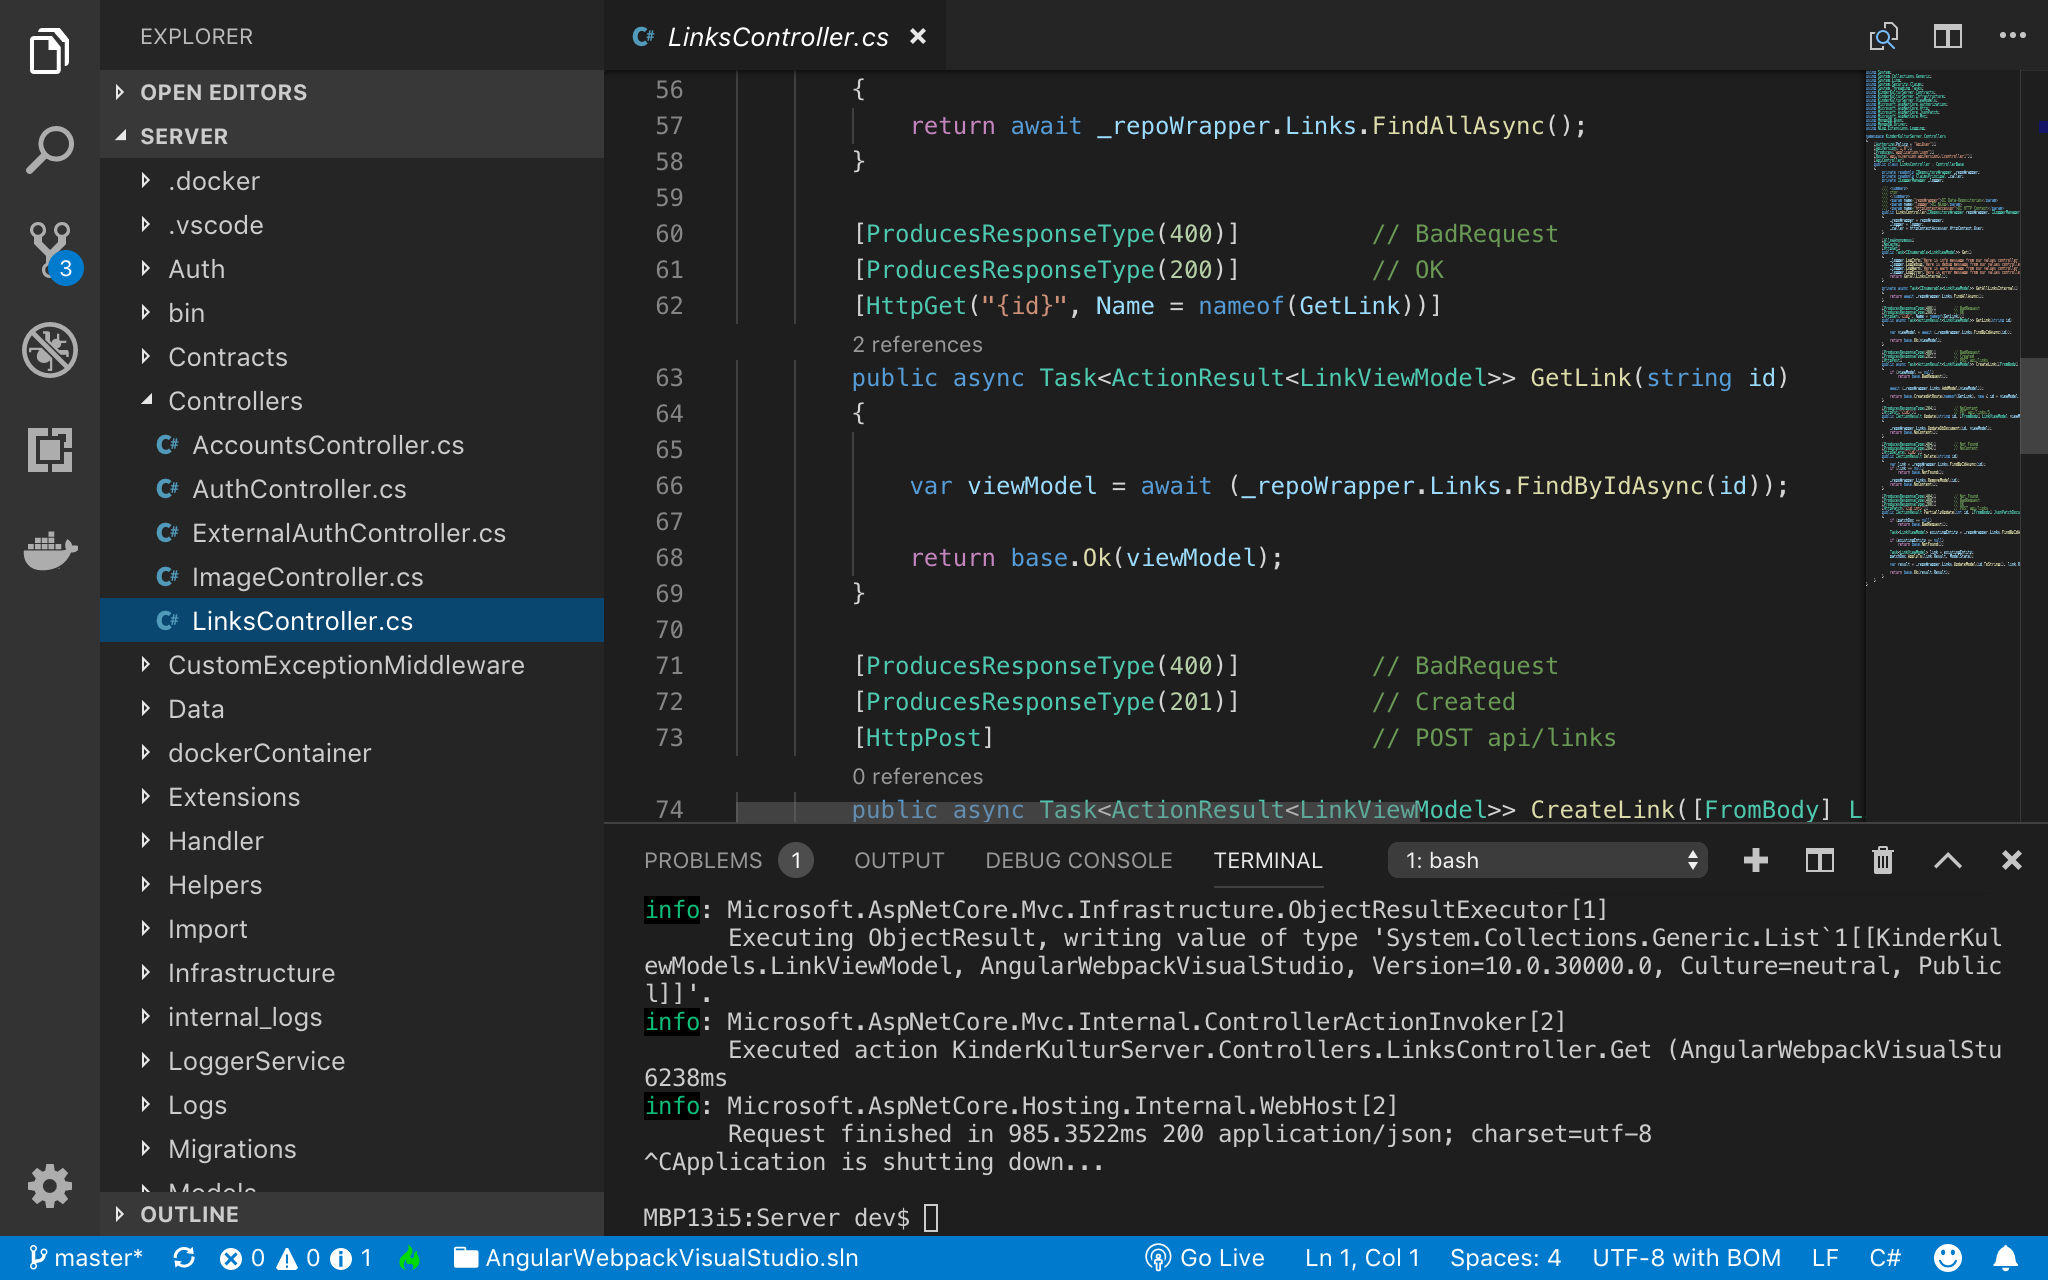 EXPLORER
OPEN EDITORS
SERVER
.docker
.vscode
Auth
bin
Contracts
Controllers
C# AccountsController.cs
C# AuthController.cs
C# ExternalAuthController.cs
C# ImageController.cs
C# LinksController.cs
CustomExceptionMiddleware
Data
dockerContainer
Extensions
Handler
Helpers
Import
Infrastructure
internal_logs
LoggerService
Logs
Migrations
Models
OUTLINE
3
C# LinksController.cs
56 {
57 return await _repoWrapper.Links.FindAllAsync();
58 }
59
60 [ProducesResponseType(400)] // BadRequest
61 [ProducesResponseType(200)] // OK
62 [HttpGet("{id}", Name = nameof(GetLink))]
2 references
63 public async Task<ActionResult<LinkViewModel>> GetLink(string id)
64 {
65
66 var viewModel = await (_repoWrapper.Links.FindByIdAsync(id));
67
68 return base.Ok(viewModel);
69 }
70
71 [ProducesResponseType(400)] // BadRequest
72 [ProducesResponseType(201)] // Created
73 [HttpPost] // POST api/links
0 references
74 public async Task<ActionResult<LinkViewModel>> CreateLink([FromBody] L
PROBLEMS 1 OUTPUT DEBUG CONSOLE TERMINAL 1: bash
info: Microsoft.AspNetCore.Mvc.Infrastructure.ObjectResultExecutor[1]
Executing ObjectResult, writing value of type 'System.Collections.Generic.List`1[[KinderKul
ewModels.LinkViewModel, AngularWebpackVisualStudio, Version=10.0.30000.0, Culture=neutral, Public
l]]'.
info: Microsoft.AspNetCore.Mvc.Internal.ControllerActionInvoker[2]
Executed action KinderKulturServer.Controllers.LinksController.Get (AngularWebpackVisualStu
6238ms
info: Microsoft.AspNetCore.Hosting.Internal.WebHost[2]
Request finished in 985.3522ms 200 application/json; charset=utf-8
^CApplication is shutting down...
MBP13i5:Server dev$
master* 0 0 1 AngularWebpackVisualStudio.sln Go Live Ln 1, Col 1 Spaces: 4 UTF-8 with BOM LF C#